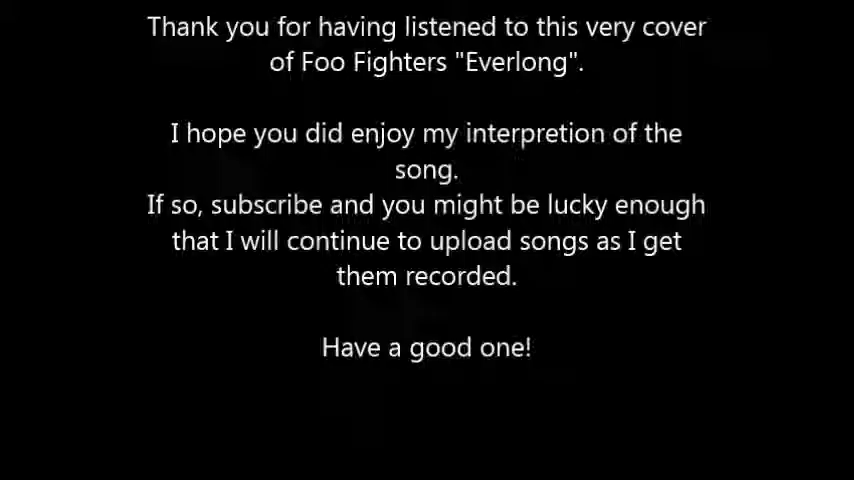 Thank you for having listened to this very cover
of Foo Fighters "Everlong".
I hope you did enjoy my interpretion of the
song.
If so, subscribe and you might be lucky enough
that I will continue to upload songs as I get
them recorded.
Have a good one!